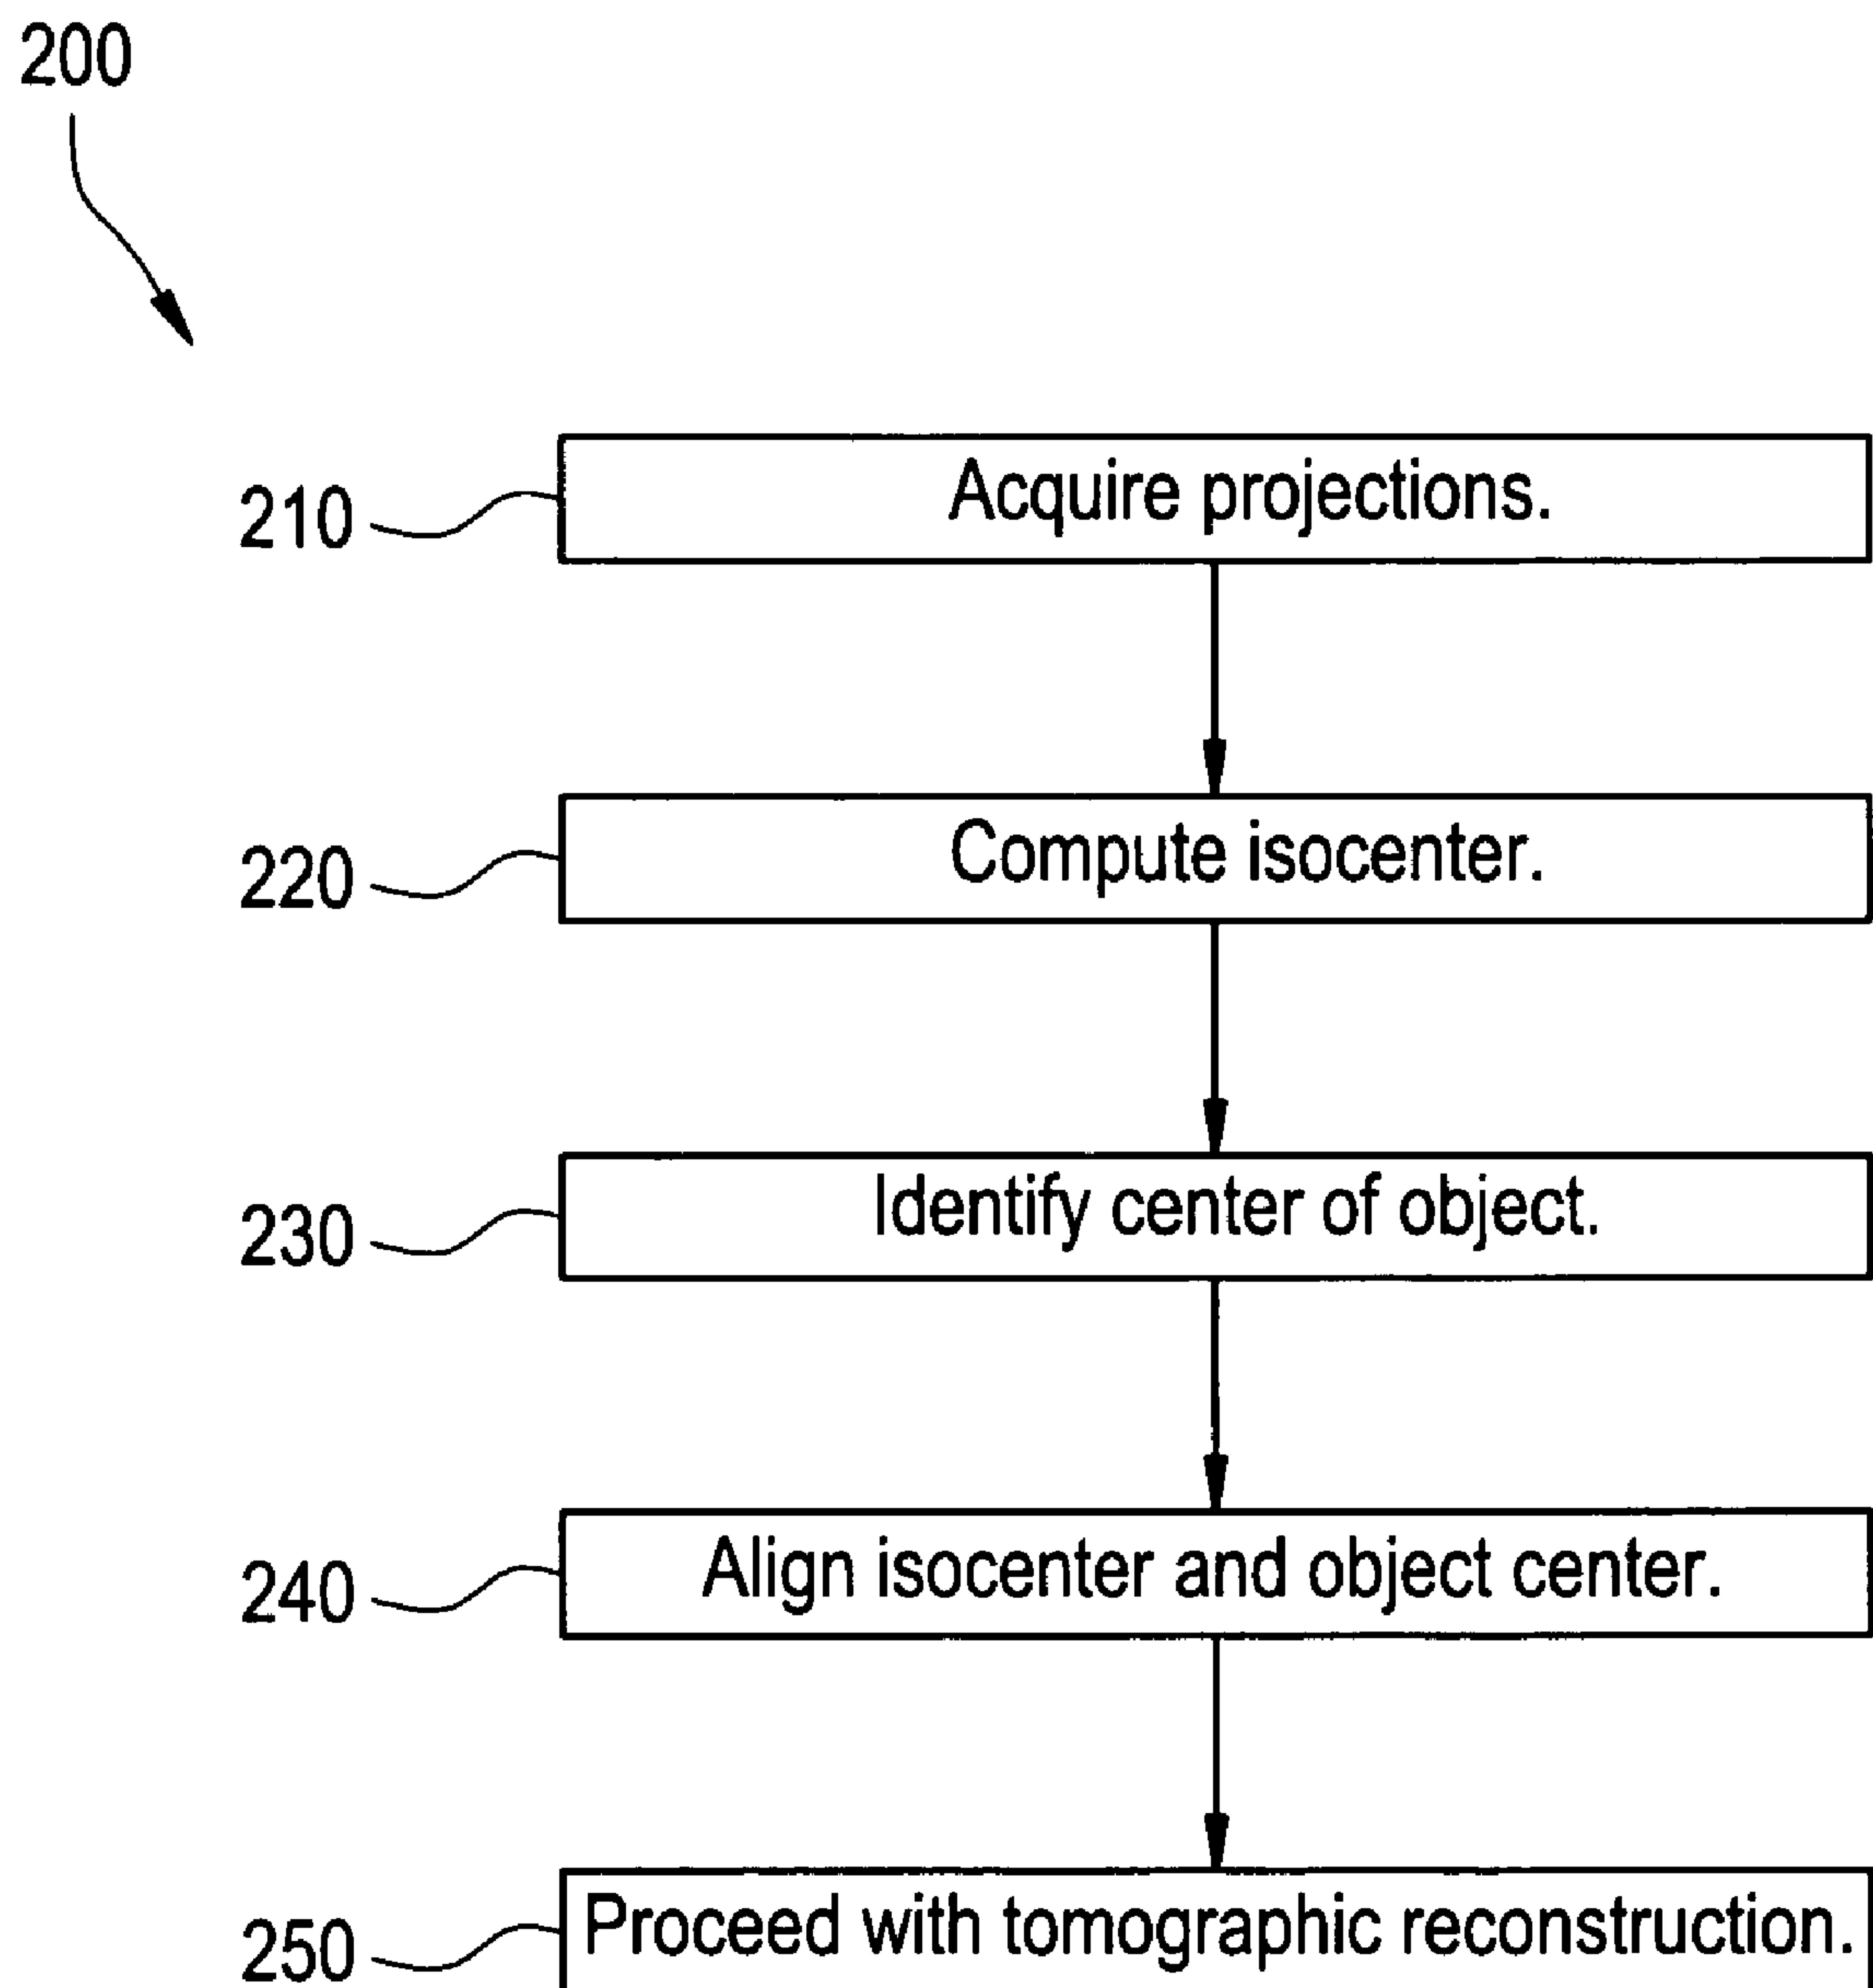 200
210
Acquire projections.
220
Compute isocenter.
230
Identify center of object.
240
Align isocenter and object center.
250
Proceed with tomographic reconstruction.